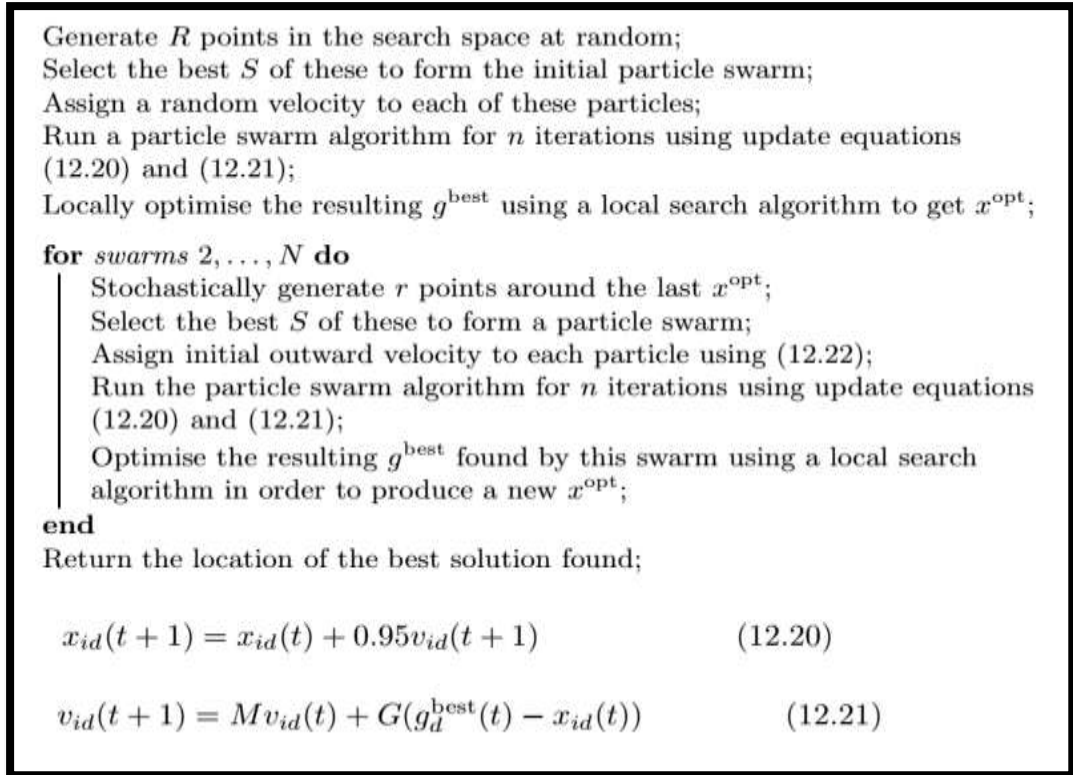 Generate R points in the search space at random;
Select the best S of these to form the initial particle swarm;
Assign a random velocity to each of these particles;
Run a particle swarm algorithm for n iterations using update equations
(12.20) and (12.21);
Locally optimise the resulting g^best using a local search algorithm to get x^opt;
for swarms 2, . . . , N do
Stochastically generate r points around the last x^opt;
Select the best S of these to form a particle swarm;
Assign initial outward velocity to each particle using (12.22);
Run the particle swarm algorithm for n iterations using update equations
(12.20) and (12.21);
Optimise the resulting g^best found by this swarm using a local search
algorithm in order to produce a new x^opt;
end
Return the location of the best solution found;
x_id(t + 1) = x_id(t) + 0.95v_id(t + 1) (12.20)
v_id(t + 1) = Mv_id(t) + G(g_d^best(t) − x_id(t)) (12.21)